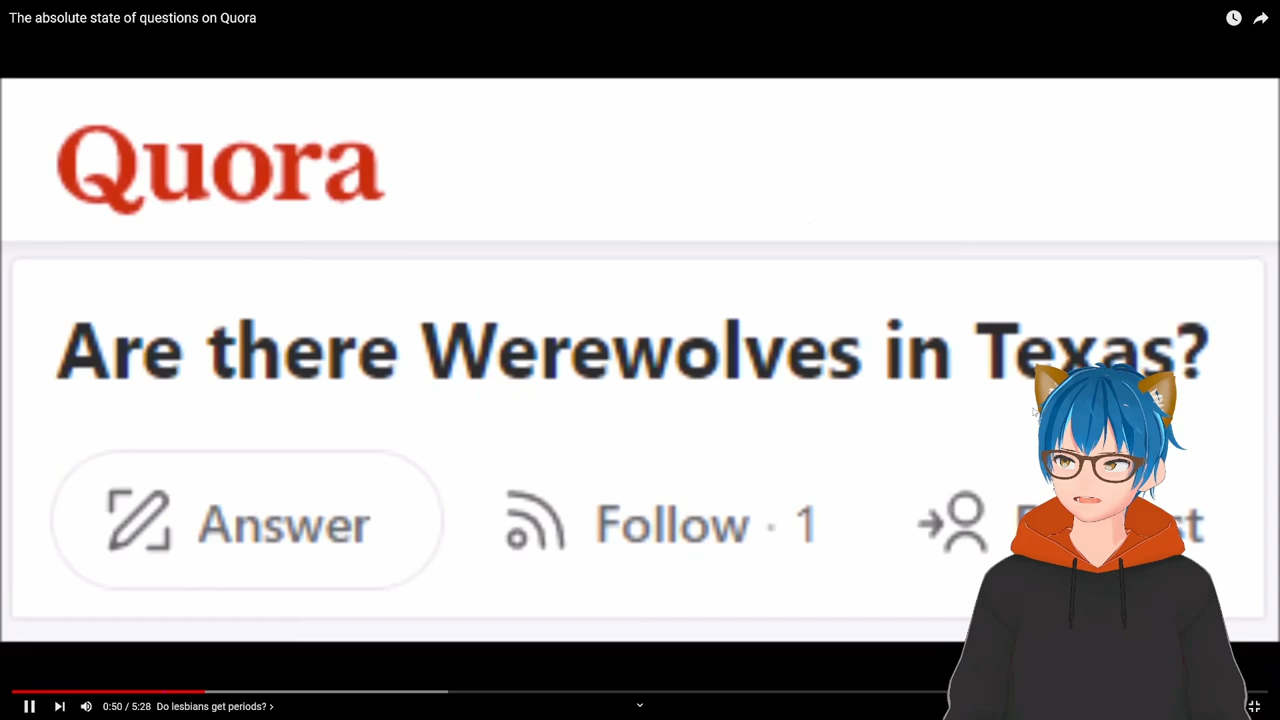 The absolute state of questions on Quora
Quora
Are there Werewolves in Texas?
Answer
Follow · 1
0:50 / 5:28 Do lesbians get periods? ›